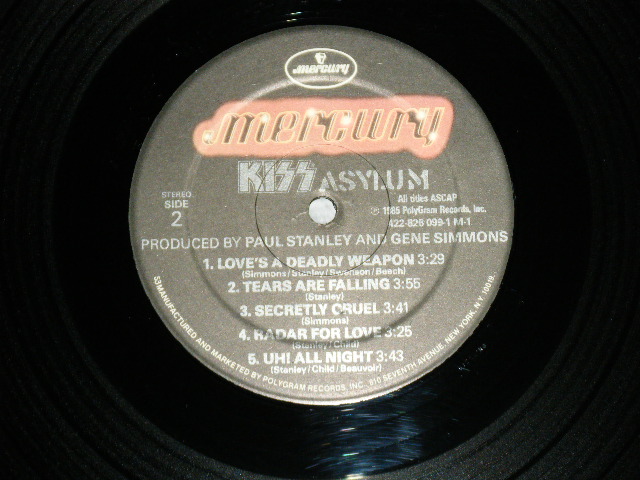 mercury
mercury
KISS ASYLUM
STEREO
SIDE
2
All titles ASCAP
℗ 1985 PolyGram Records, Inc.
422-826 099-1 M-1
PRODUCED BY PAUL STANLEY AND GENE SIMMONS
1. LOVE'S A DEADLY WEAPON 3:29
(Simmons/Stanley/Swenson/Beech)
2. TEARS ARE FALLING 3:55
(Stanley)
3. SECRETLY CRUEL 3:41
(Simmons)
4. RADAR FOR LOVE 3:25
(Stanley/Child)
5. UH! ALL NIGHT 3:43
(Stanley/Child/Beauvoir)
53 MANUFACTURED AND MARKETED BY POLYGRAM RECORDS, INC. 810 SEVENTH AVENUE, NEW YORK, N.Y. 10019.